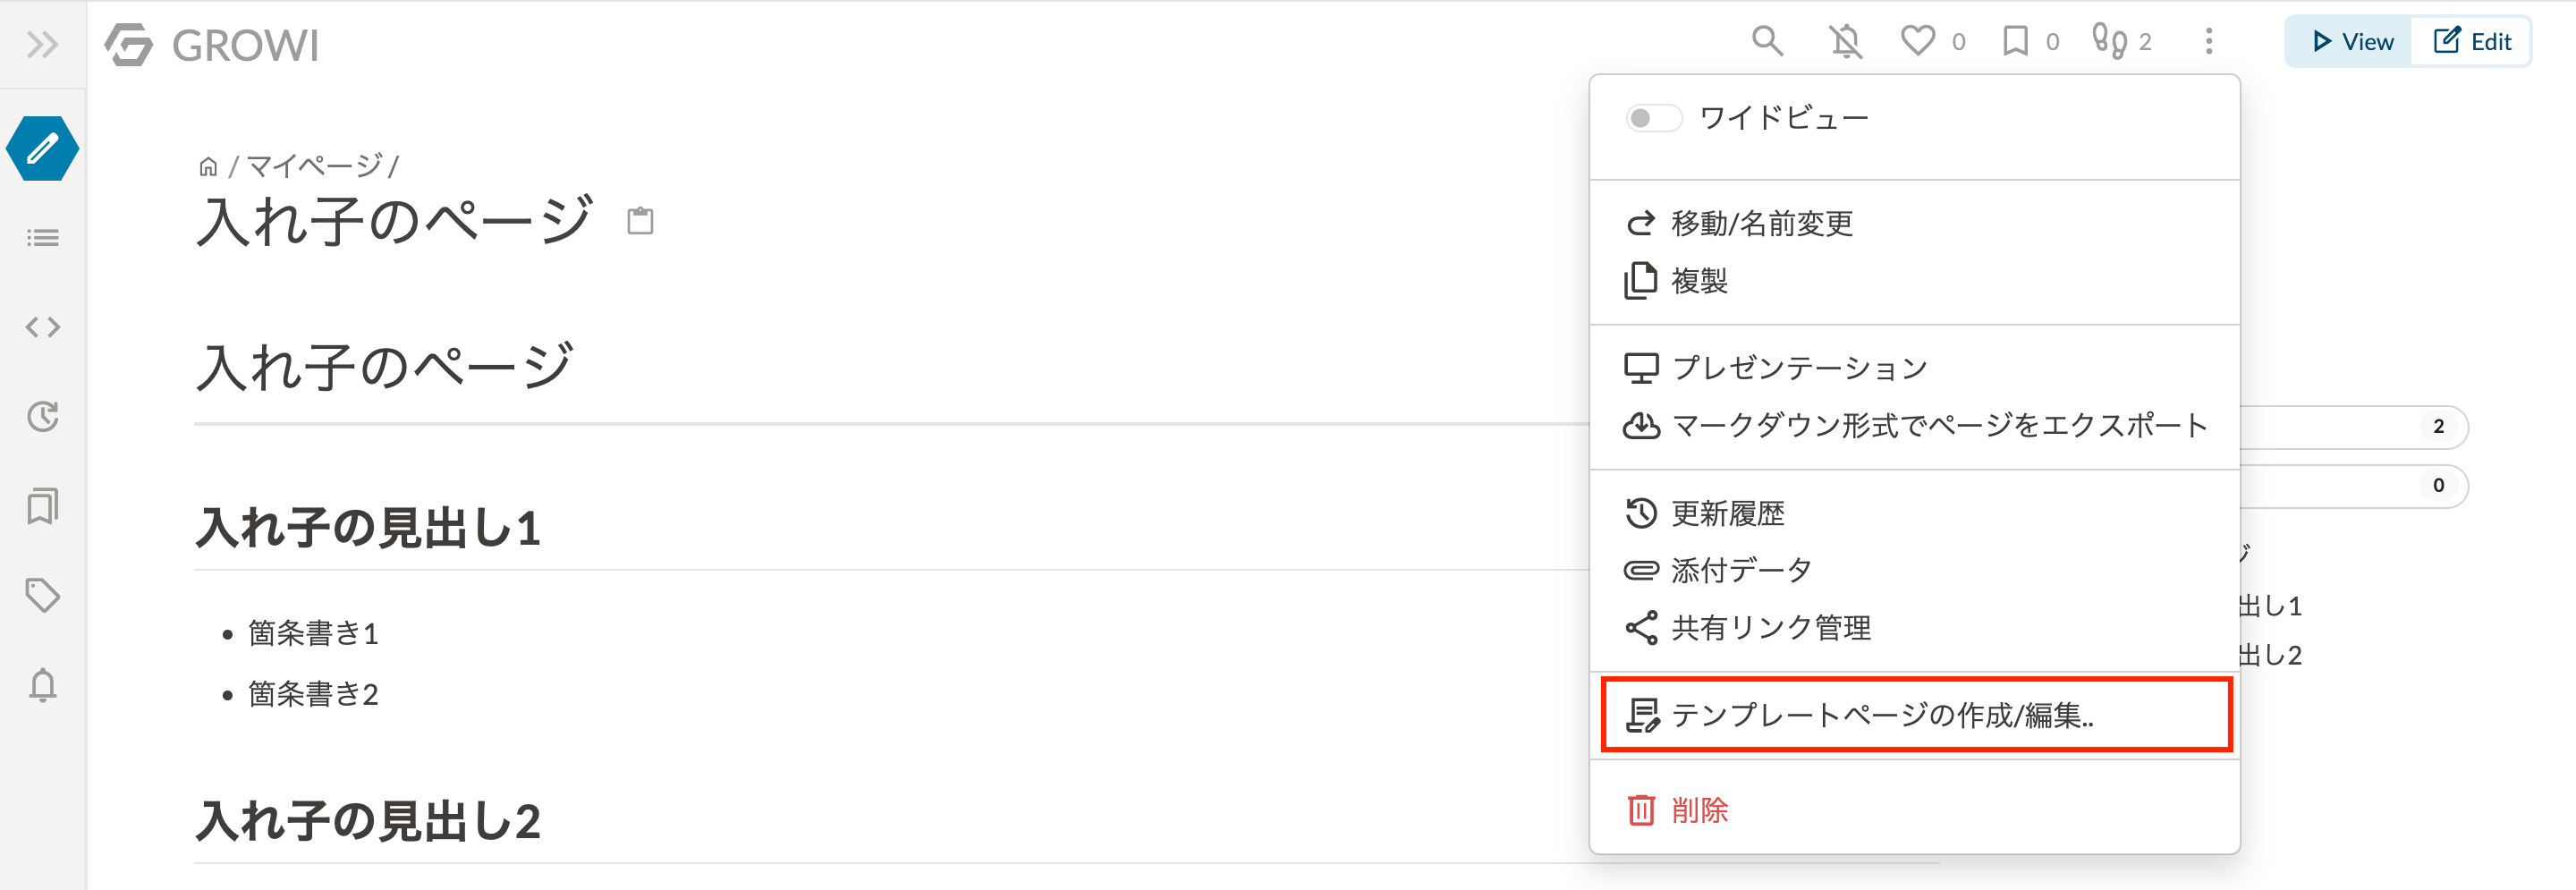 GROWI
0
0
2
View
Edit
/ マイページ /
入れ子のページ
入れ子のページ
入れ子の見出し1
箇条書き1
箇条書き2
入れ子の見出し2
ワイドビュー
移動/名前変更
複製
プレゼンテーション
マークダウン形式でページをエクスポート
更新履歴
添付データ
共有リンク管理
テンプレートページの作成/編集..
削除
2
0
ジ
出し1
出し2